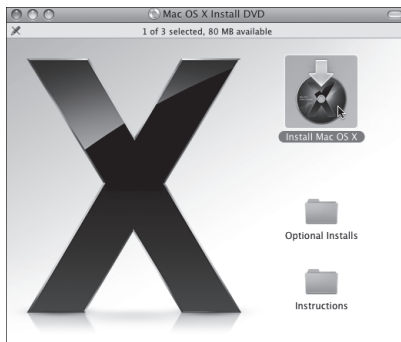 Mac OS X Install DVD
1 of 3 selected, 80 MB available
Install Mac OS X
Optional Installs
Instructions